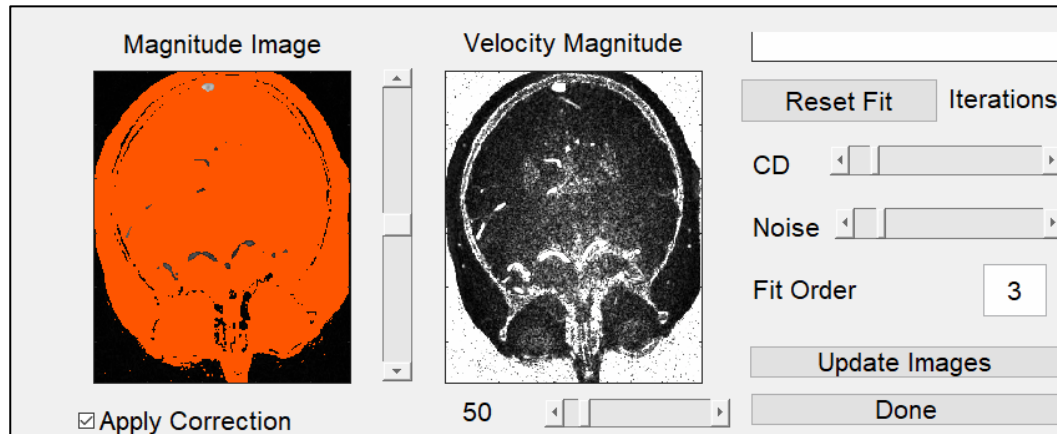 Magnitude Image
Velocity Magnitude
Reset Fit
Iterations
CD
Noise
Fit Order
3
Update Images
50
Done
Apply Correction